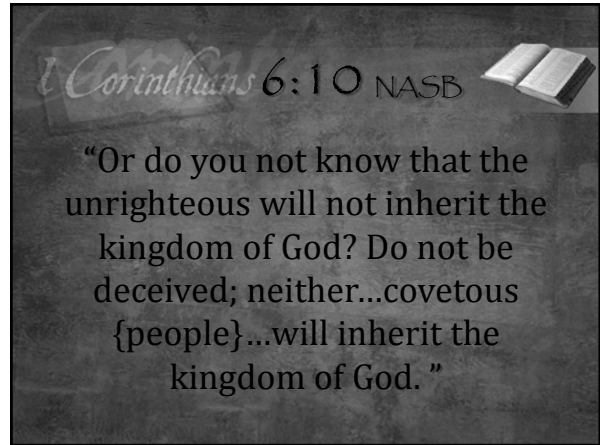 1 Corinthians 6:10 NASB
“Or do you not know that the
unrighteous will not inherit the
kingdom of God? Do not be
deceived; neither...covetous
{people}...will inherit the
kingdom of God. ”